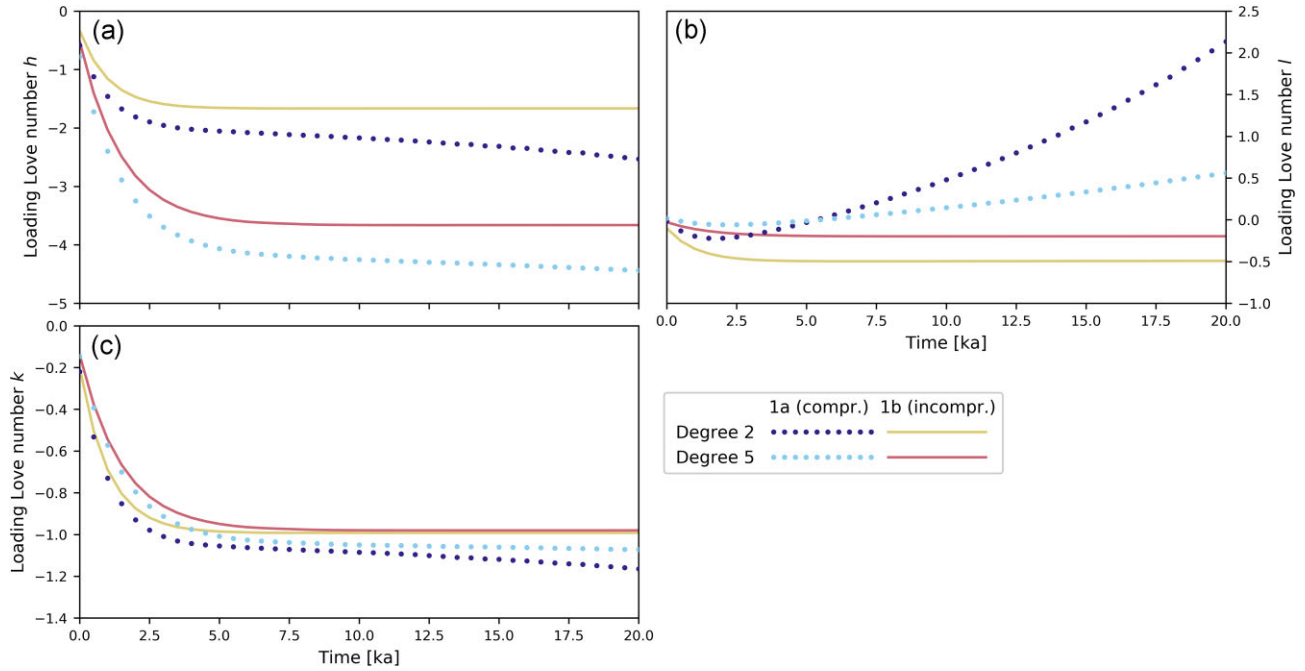 (a)
Loading Love number h
0
−1
−2
−3
−4
−5
(b)
Loading Love number l
2.5
2.0
1.5
1.0
0.5
0.0
−0.5
−1.0
0.0 2.5 5.0 7.5 10.0 12.5 15.0 17.5 20.0
Time [ka]
(c)
Loading Love number k
0.0
−0.2
−0.4
−0.6
−0.8
−1.0
−1.2
−1.4
0.0 2.5 5.0 7.5 10.0 12.5 15.0 17.5 20.0
Time [ka]
1a (compr.) 1b (incompr.)
Degree 2
Degree 5